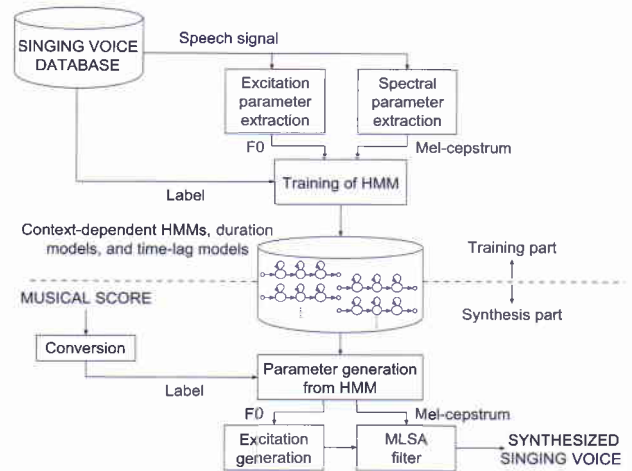 SINGING VOICE
DATABASE
Speech signal
Excitation
parameter
extraction
Spectral
parameter
extraction
F0
Mel-cepstrum
Training of HMM
Label
Context-dependent HMMs, duration
models, and time-lag models
Training part
Synthesis part
MUSICAL SCORE
Conversion
Label
Parameter generation
from HMM
F0
Mel-cepstrum
Excitation
generation
MLSA
filter
SYNTHESIZED
SINGING VOICE